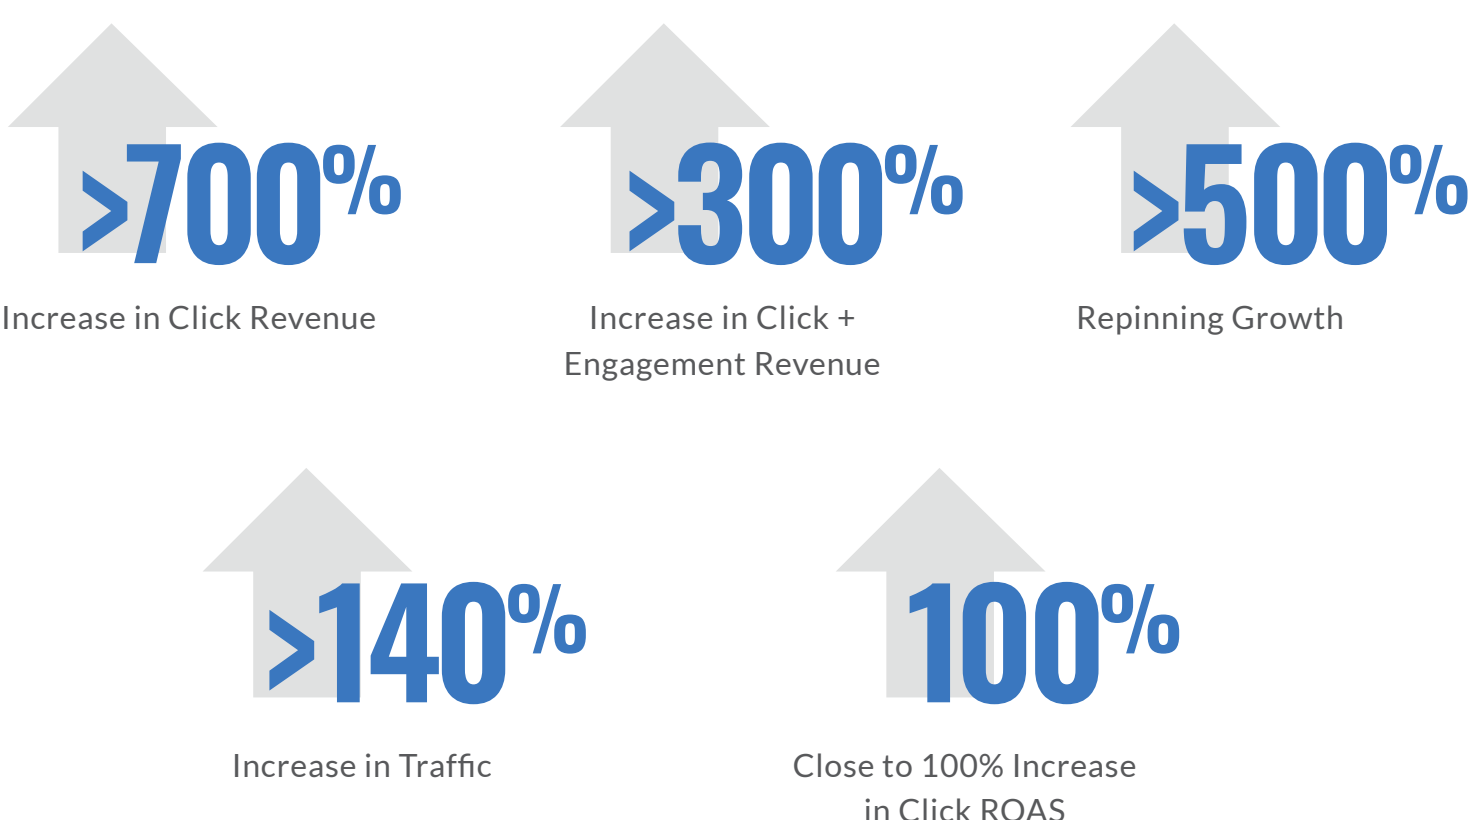 >700%
Increase in Click Revenue
>300%
Increase in Click +
Engagement Revenue
>500%
Repinning Growth
>140%
Increase in Traffic
100%
Close to 100% Increase
in Click ROAS